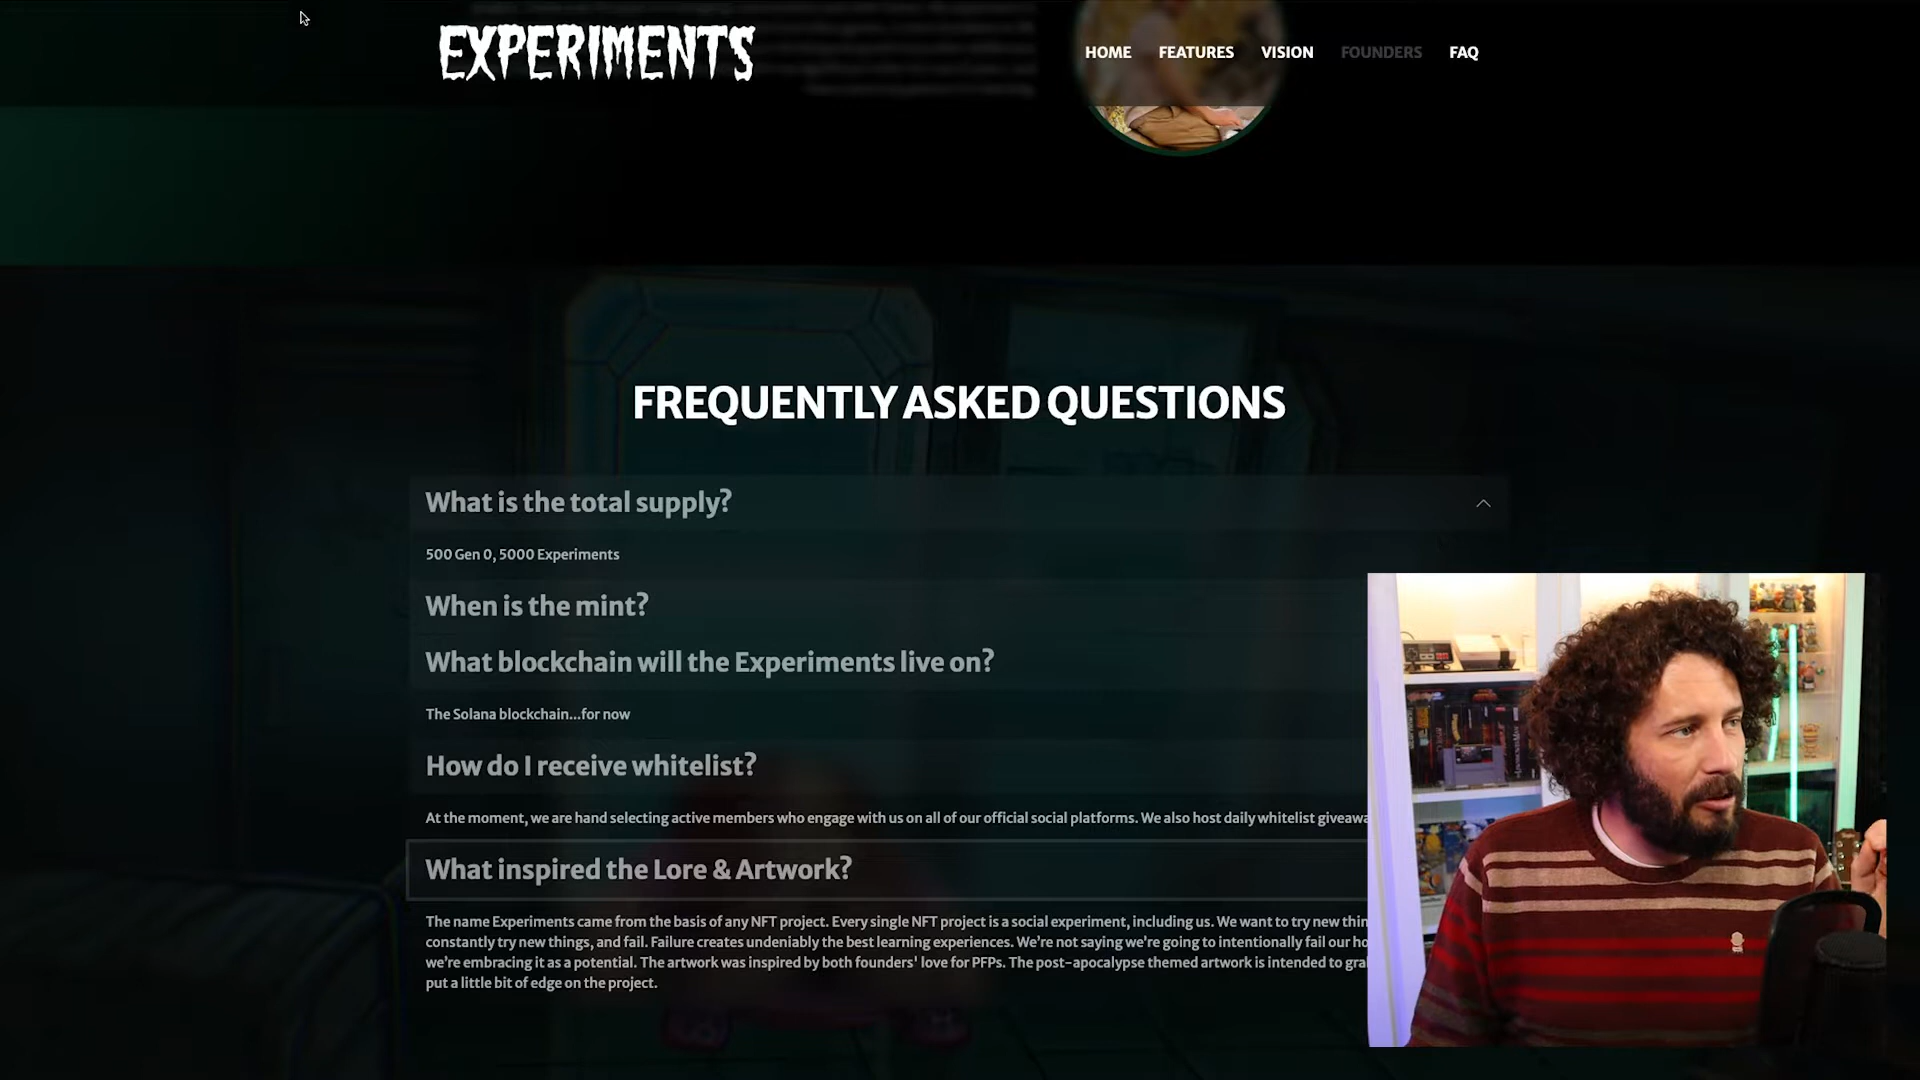 EXPERIMENTS
HOME FEATURES VISION FOUNDERS FAQ
FREQUENTLY ASKED QUESTIONS
What is the total supply?
500 Gen 0, 5000 Experiments
When is the mint?
What blockchain will the Experiments live on?
The Solana blockchain...for now
How do I receive whitelist?
At the moment, we are hand selecting active members who engage with us on all of our official social platforms. We also host daily whitelist
What inspired the Lore & Artwork?
The name Experiments came from the basis of any NFT project. Every single NFT project is a social experiment, including us. We want to try new
constantly try new things, and fail. Failure creates undeniably the best learning experiences. We're not saying we're going to intentionally fail our
we're embracing it as a potential. The artwork was inspired by both founders' love for PFPs. The post-apocalypse themed artwork is intended to
put a little bit of edge on the project.